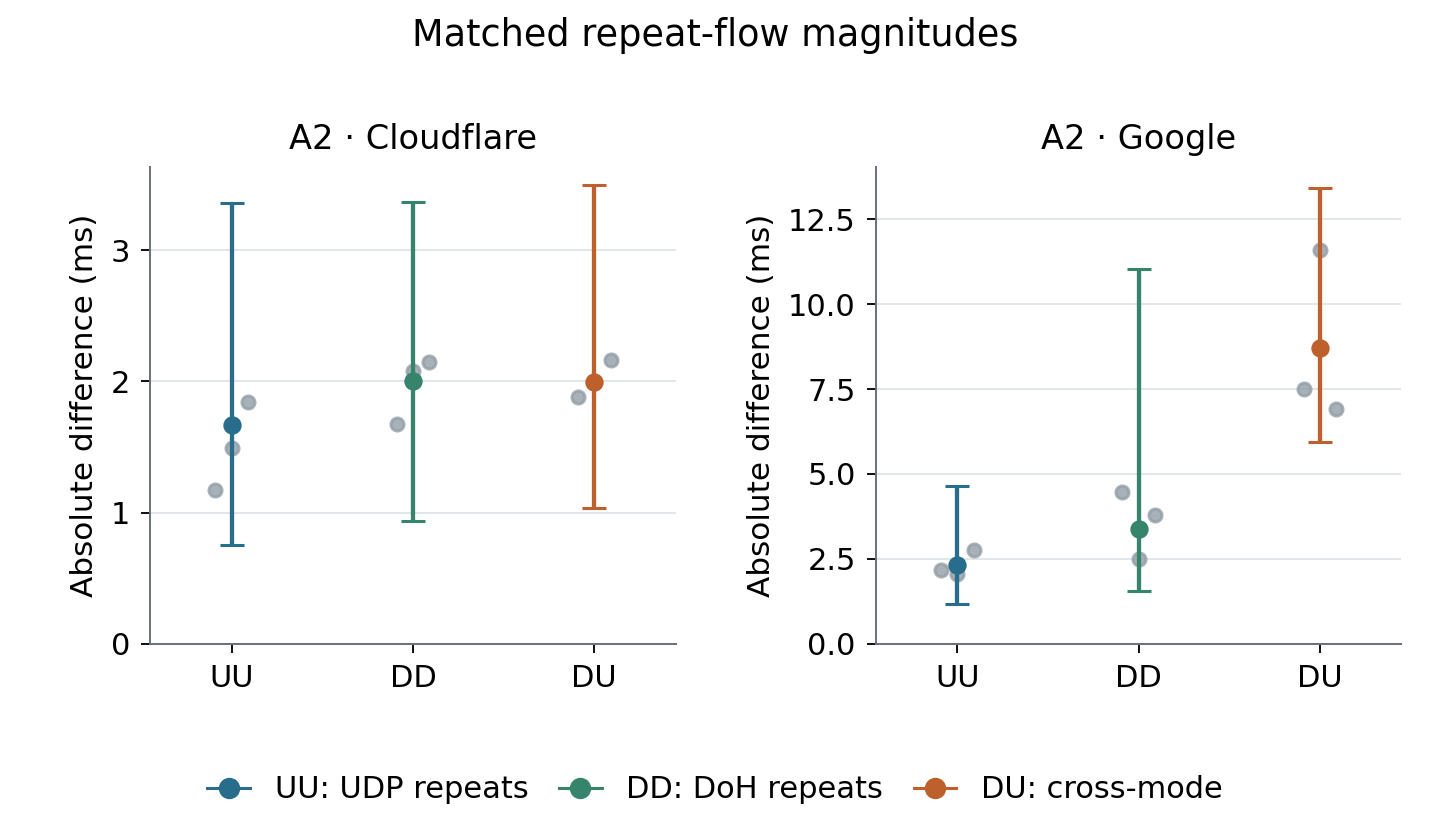 Matched repeat-flow magnitudes
A2 · Cloudflare
Absolute difference (ms)
3
2
1
0
UU
DD
DU
A2 · Google
Absolute difference (ms)
12.5
10.0
7.5
5.0
2.5
0.0
UU
DD
DU
UU: UDP repeats
DD: DoH repeats
DU: cross-mode